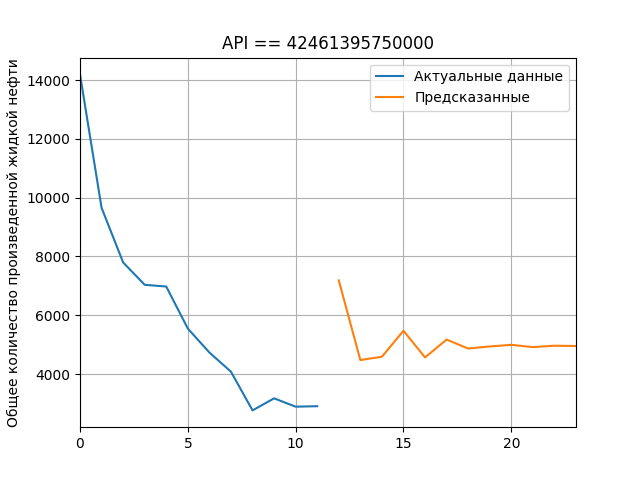 API == 42461395750000
Актуальные данные
Предсказанные
Общее количество произведенной жидкой нефти
14000
12000
10000
8000
6000
4000
0 5 10 15 20